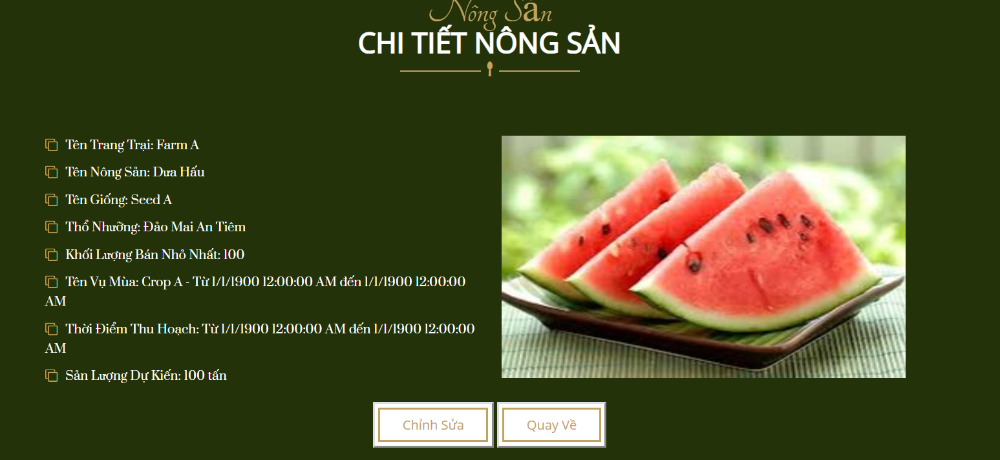 Nông Sản
CHI TIẾT NÔNG SẢN
Tên Trang Trại: Farm A
Tên Nông Sản: Dưa Hấu
Tên Giống: Seed A
Thổ Nhưỡng: Đảo Mai An Tiêm
Khối Lượng Bán Nhỏ Nhất: 100
Tên Vụ Mùa: Crop A - Từ 1/1/1900 12:00:00 AM đến 1/1/1900 12:00:00
AM
Thời Điểm Thu Hoạch: Từ 1/1/1900 12:00:00 AM đến 1/1/1900 12:00:00
AM
Sản Lượng Dự Kiến: 100 tấn
Chỉnh Sửa
Quay Về